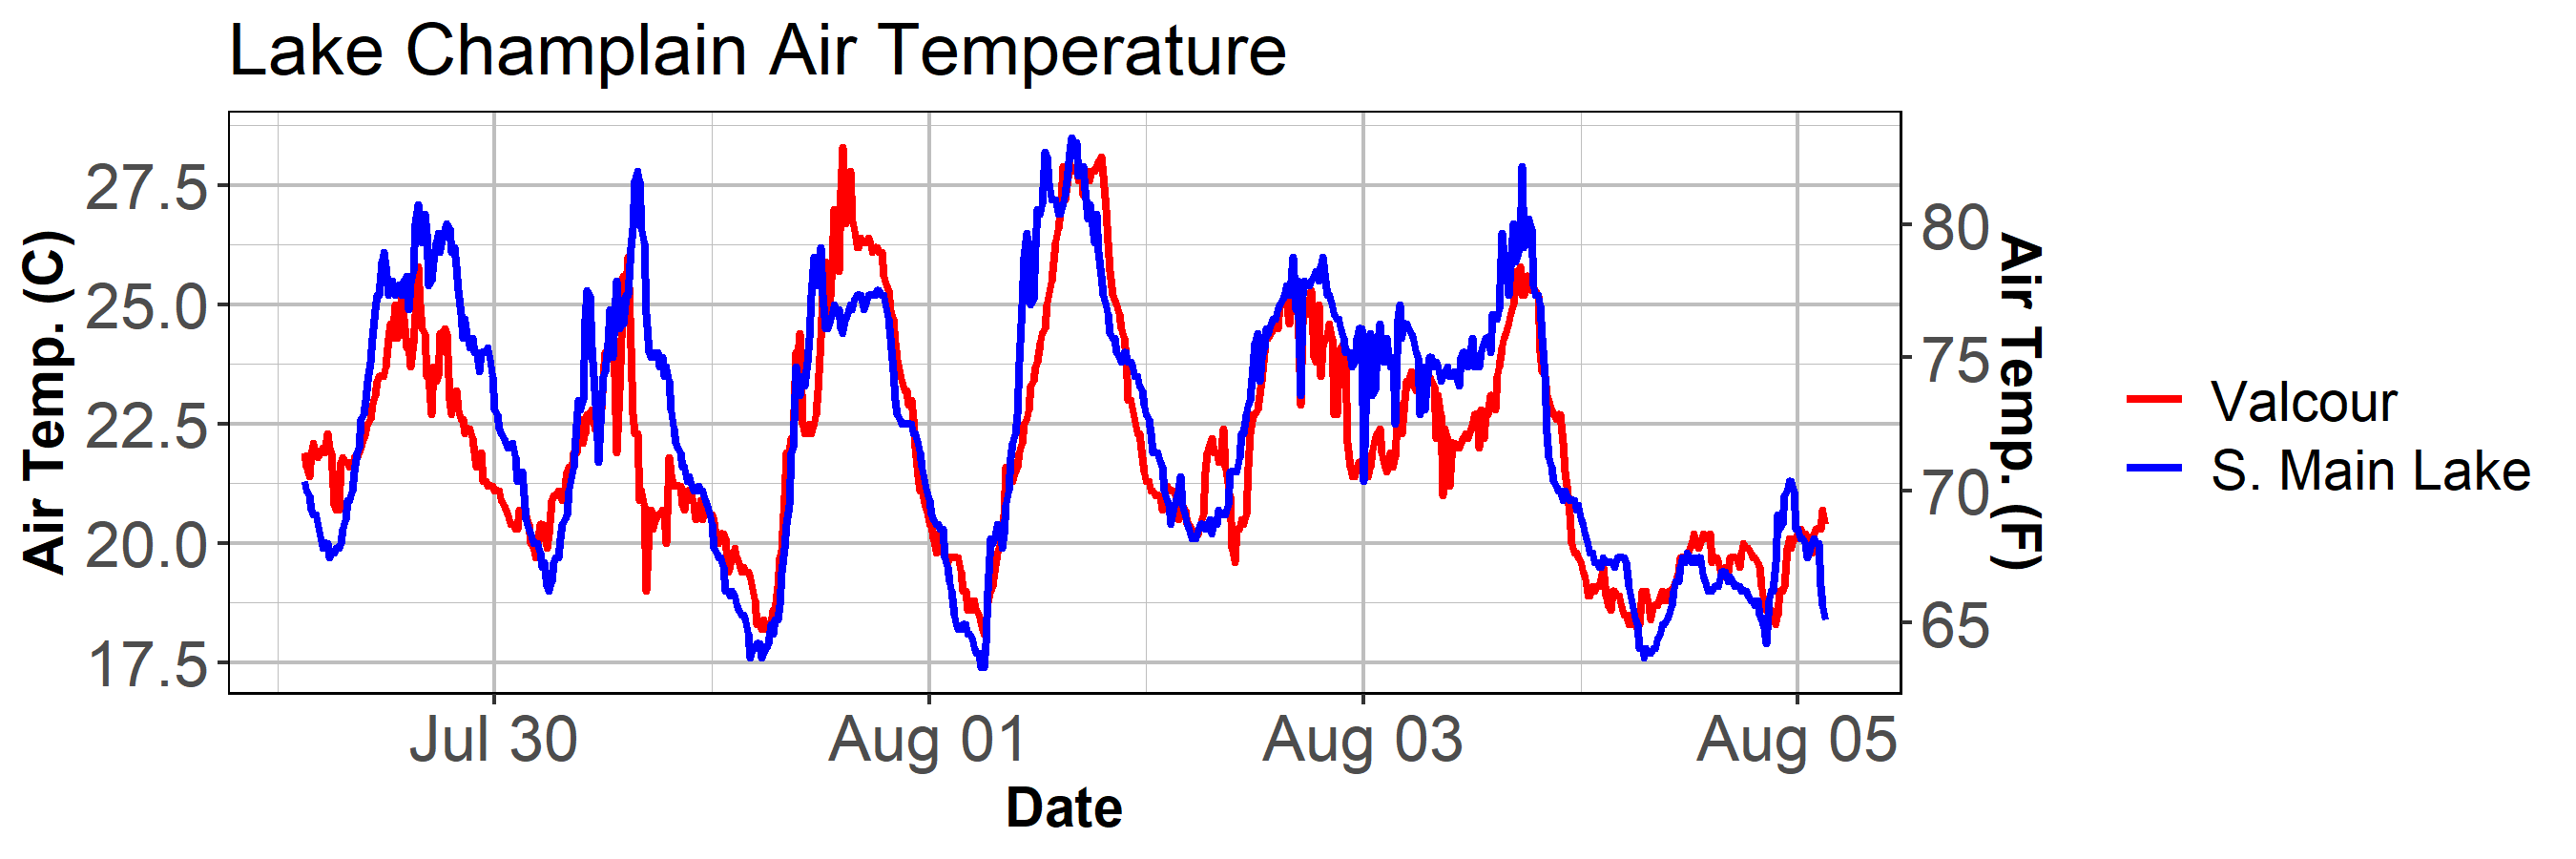 Lake Champlain Air Temperature
Air Temp. (C)
27.5
25.0
22.5
20.0
17.5
80
75
70
65
Air Temp. (F)
Jul 30
Aug 01
Aug 03
Aug 05
Date
Valcour
S. Main Lake